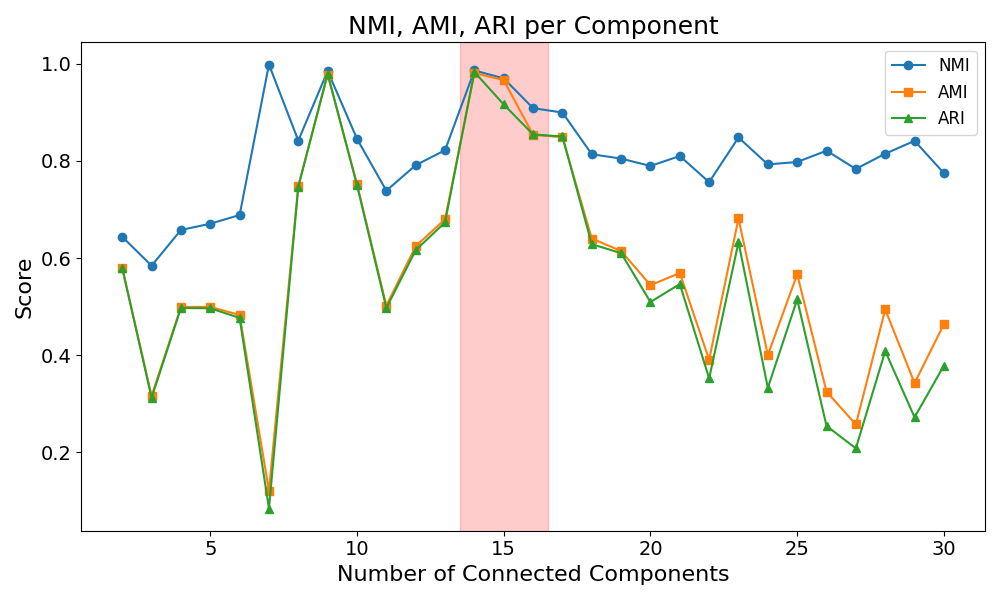 NMI, AMI, ARI per Component
NMI
AMI
ARI
1.0
0.8
0.6
0.4
0.2
Score
5 10 15 20 25 30
Number of Connected Components